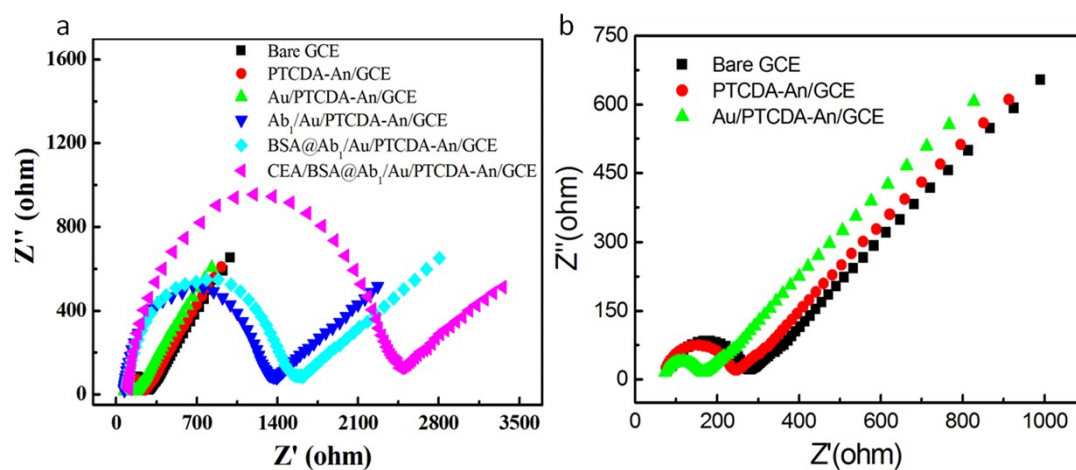 a
1600
1200
800
400
0
Z'' (ohm)
Bare GCE
PTCDA-An/GCE
Au/PTCDA-An/GCE
Ab₁/Au/PTCDA-An/GCE
BSA@Ab₁/Au/PTCDA-An/GCE
CEA/BSA@Ab₁/Au/PTCDA-An/GCE
0 700 1400 2100 2800 3500
Z' (ohm)
b
750
600
450
300
150
0
Z''(ohm)
Bare GCE
PTCDA-An/GCE
Au/PTCDA-An/GCE
0 200 400 600 800 1000
Z'(ohm)